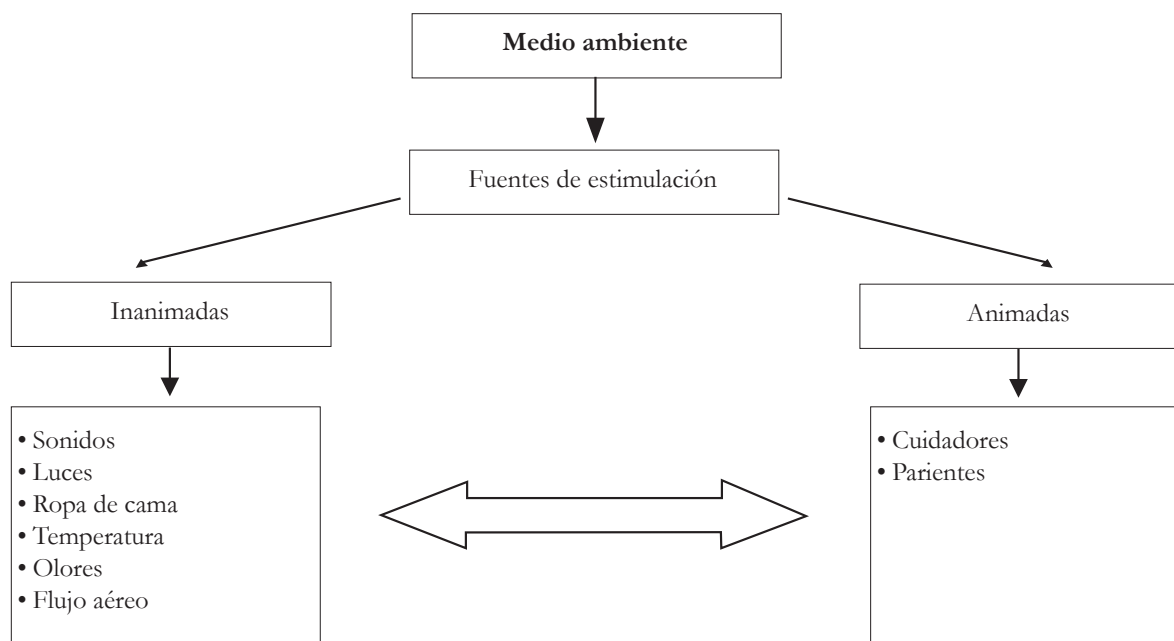 Medio ambiente
Fuentes de estimulación
Inanimadas
Animadas
• Sonidos
• Luces
• Ropa de cama
• Temperatura
• Olores
• Flujo aéreo
• Cuidadores
• Parientes